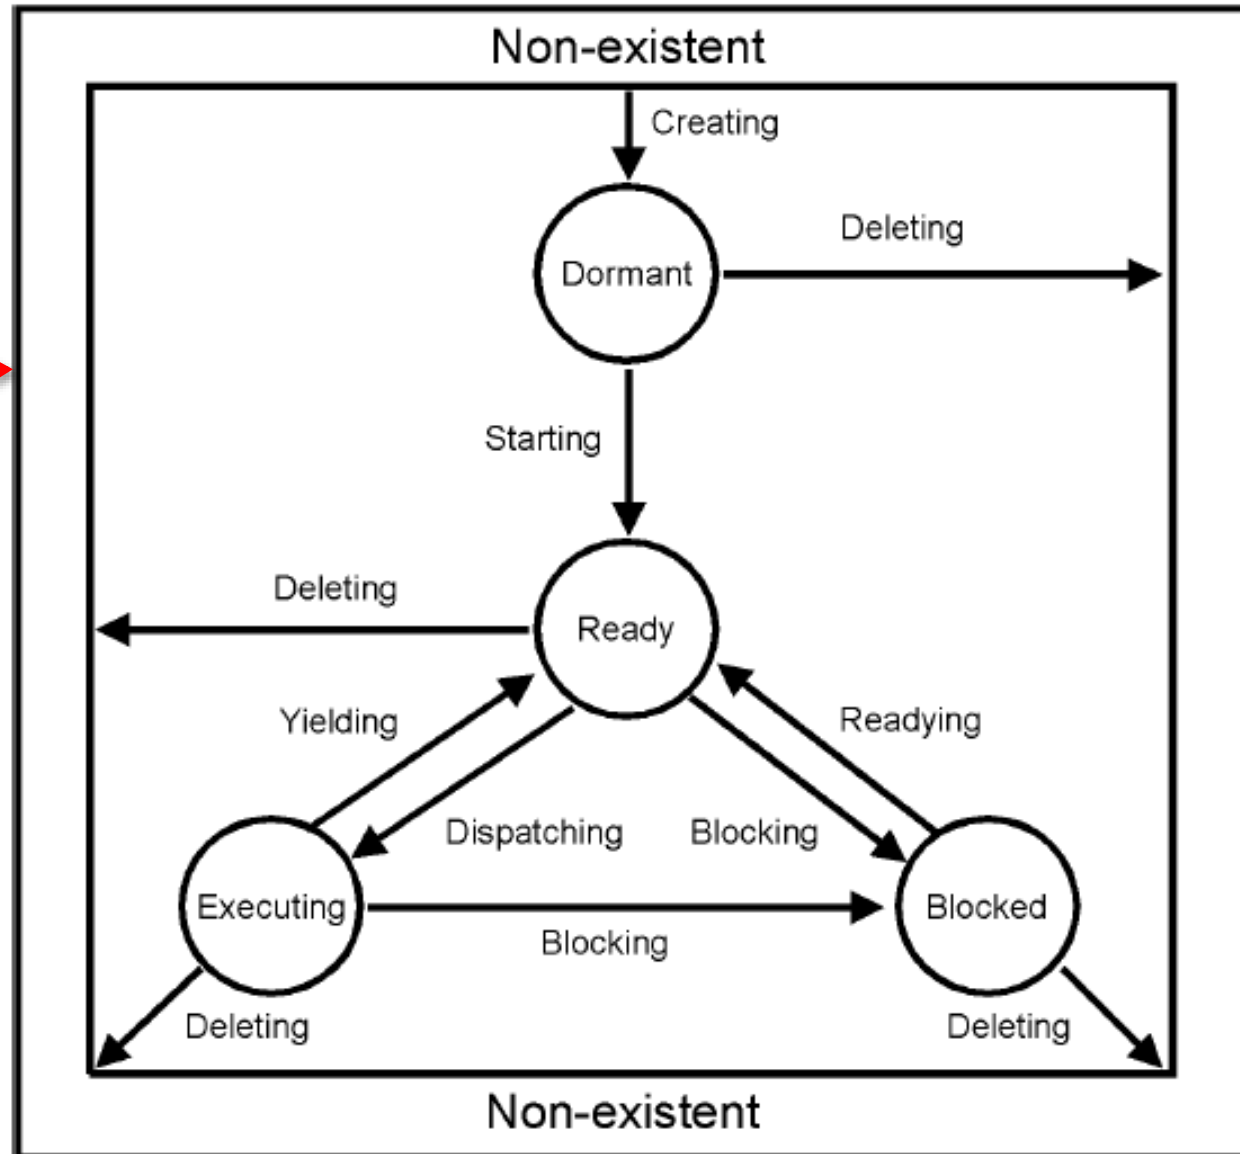 Non-existent
Creating
Deleting
Dormant
Starting
Deleting
Ready
Yielding
Readying
Dispatching
Blocking
Executing
Blocked
Blocking
Deleting
Deleting
Non-existent